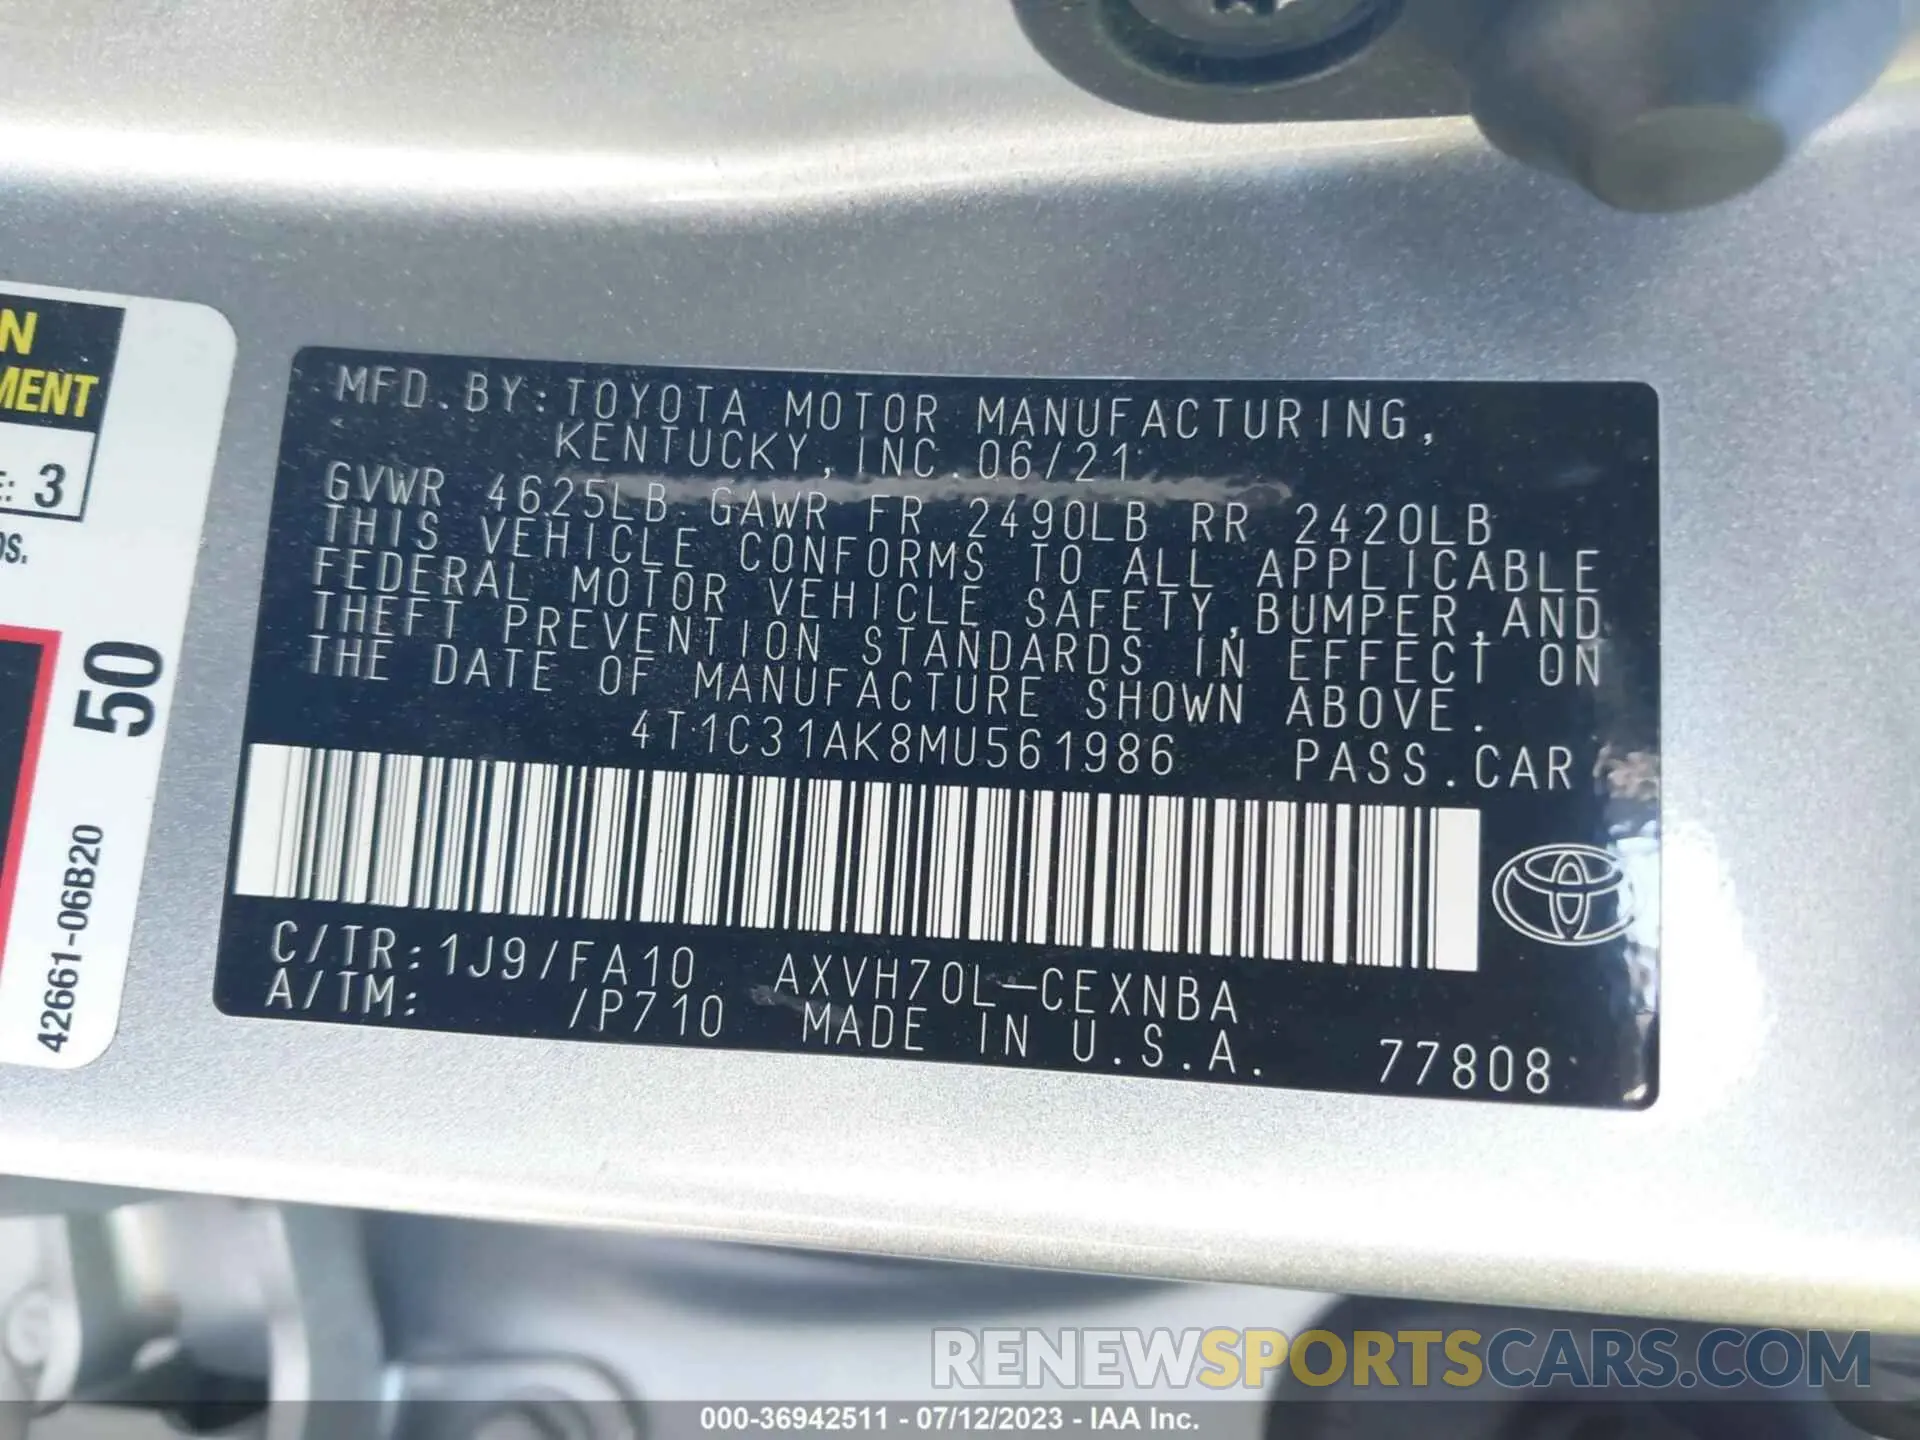 N
MENT
E: 3
OS.
50
42661-06B20
MFD.BY:TOYOTA MOTOR MANUFACTURING,
KENTUCKY,INC.06/21
GVWR 4625LB GAWR FR 2490LB RR 2420LB
THIS VEHICLE CONFORMS TO ALL APPLICABLE
FEDERAL MOTOR VEHICLE SAFETY,BUMPER,AND
THEFT PREVENTION STANDARDS IN EFFECT ON
THE DATE OF MANUFACTURE SHOWN ABOVE.
4T1C31AK8MU561986 PASS.CAR
C/TR:1J9/FA10 AXVH70L-CEXNBA
A/TM: /P710 MADE IN U.S.A. 77808
RENEWSPORTSCARS.COM
000-36942511 - 07/12/2023 - IAA Inc.